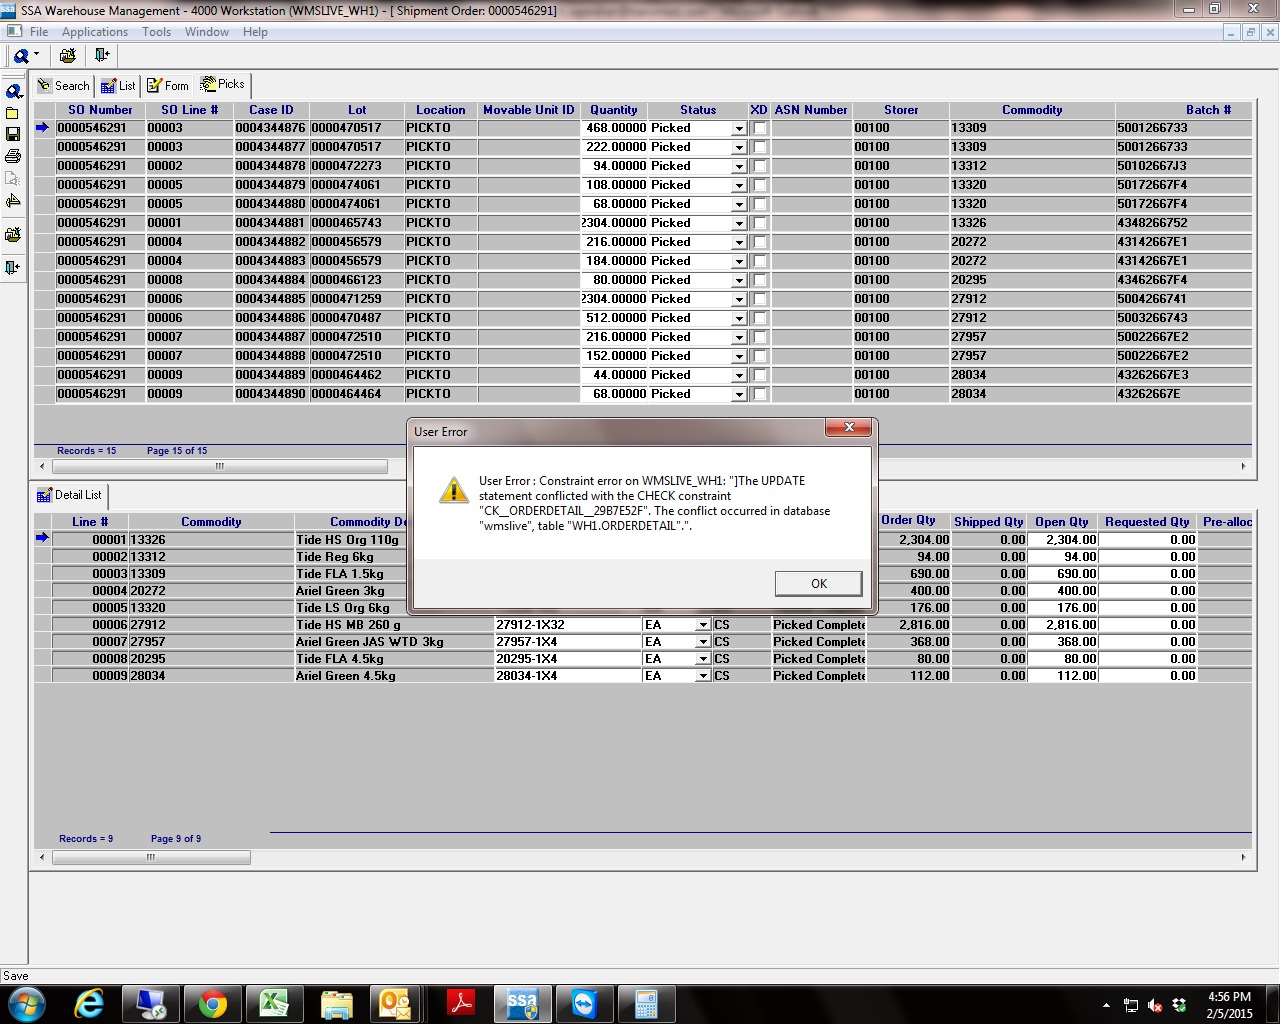 SSA Warehouse Management - 4000 Workstation (WMSLIVE_WH1) - [ Shipment Order: 0000546291]
File Applications Tools Window Help
Search List Form Picks
SO Number SO Line # Case ID Lot Location Movable Unit ID Quantity Status XD ASN Number Storer Commodity Batch #
0000546291 00003 0004344876 0000470517 PICKTO 468.00000 Picked 00100 13309 5001266733
0000546291 00003 0004344877 0000470517 PICKTO 222.00000 Picked 00100 13309 5001266733
0000546291 00002 0004344878 0000472273 PICKTO 94.00000 Picked 00100 13312 50102667J3
0000546291 00005 0004344879 0000474061 PICKTO 108.00000 Picked 00100 13320 50172667F4
0000546291 00005 0004344880 0000474061 PICKTO 68.00000 Picked 00100 13320 50172667F4
0000546291 00001 0004344881 0000465743 PICKTO 2304.00000 Picked 00100 13326 4348266752
0000546291 00004 0004344882 0000456579 PICKTO 216.00000 Picked 00100 20272 43142667E1
0000546291 00004 0004344883 0000456579 PICKTO 184.00000 Picked 00100 20272 43142667E1
0000546291 00008 0004344884 0000466123 PICKTO 80.00000 Picked 00100 20295 43462667F4
0000546291 00006 0004344885 0000471259 PICKTO 2304.00000 Picked 00100 27912 5004266741
0000546291 00006 0004344886 0000470487 PICKTO 512.00000 Picked 00100 27912 5003266743
0000546291 00007 0004344887 0000472510 PICKTO 216.00000 Picked 00100 27957 50022667E2
0000546291 00007 0004344888 0000472510 PICKTO 152.00000 Picked 00100 27957 50022667E2
0000546291 00009 0004344889 0000464462 PICKTO 44.00000 Picked 00100 28034 43262667E3
0000546291 00009 0004344890 0000464464 PICKTO 68.00000 Picked 00100 28034 43262667E
Records = 15 Page 15 of 15
User Error
User Error : Constraint error on WMSLIVE_WH1: "]The UPDATE
statement conflicted with the CHECK constraint
"CK__ORDERDETAIL__29B7E52F". The conflict occurred in database
"wmslive", table "WH1.ORDERDETAIL".".
OK
Detail List
Line # Commodity Commodity De Order Qty Shipped Qty Open Qty Requested Qty Pre-alloc
00001 13326 Tide HS Org 110g 2,304.00 0.00 2,304.00 0.00
00002 13312 Tide Reg 6kg 94.00 0.00 94.00 0.00
00003 13309 Tide FLA 1.5kg 690.00 0.00 690.00 0.00
00004 20272 Ariel Green 3kg 400.00 0.00 400.00 0.00
00005 13320 Tide LS Org 6kg 176.00 0.00 176.00 0.00
00006 27912 Tide HS MB 260 g 27912-1X32 EA CS Picked Complete 2,816.00 0.00 2,816.00 0.00
00007 27957 Ariel Green JAS WTD 3kg 27957-1X4 EA CS Picked Complete 368.00 0.00 368.00 0.00
00008 20295 Tide FLA 4.5kg 20295-1X4 EA CS Picked Complete 80.00 0.00 80.00 0.00
00009 28034 Ariel Green 4.5kg 28034-1X4 EA CS Picked Complete 112.00 0.00 112.00 0.00
Records = 9 Page 9 of 9
Save
ssa
4:56 PM
2/5/2015